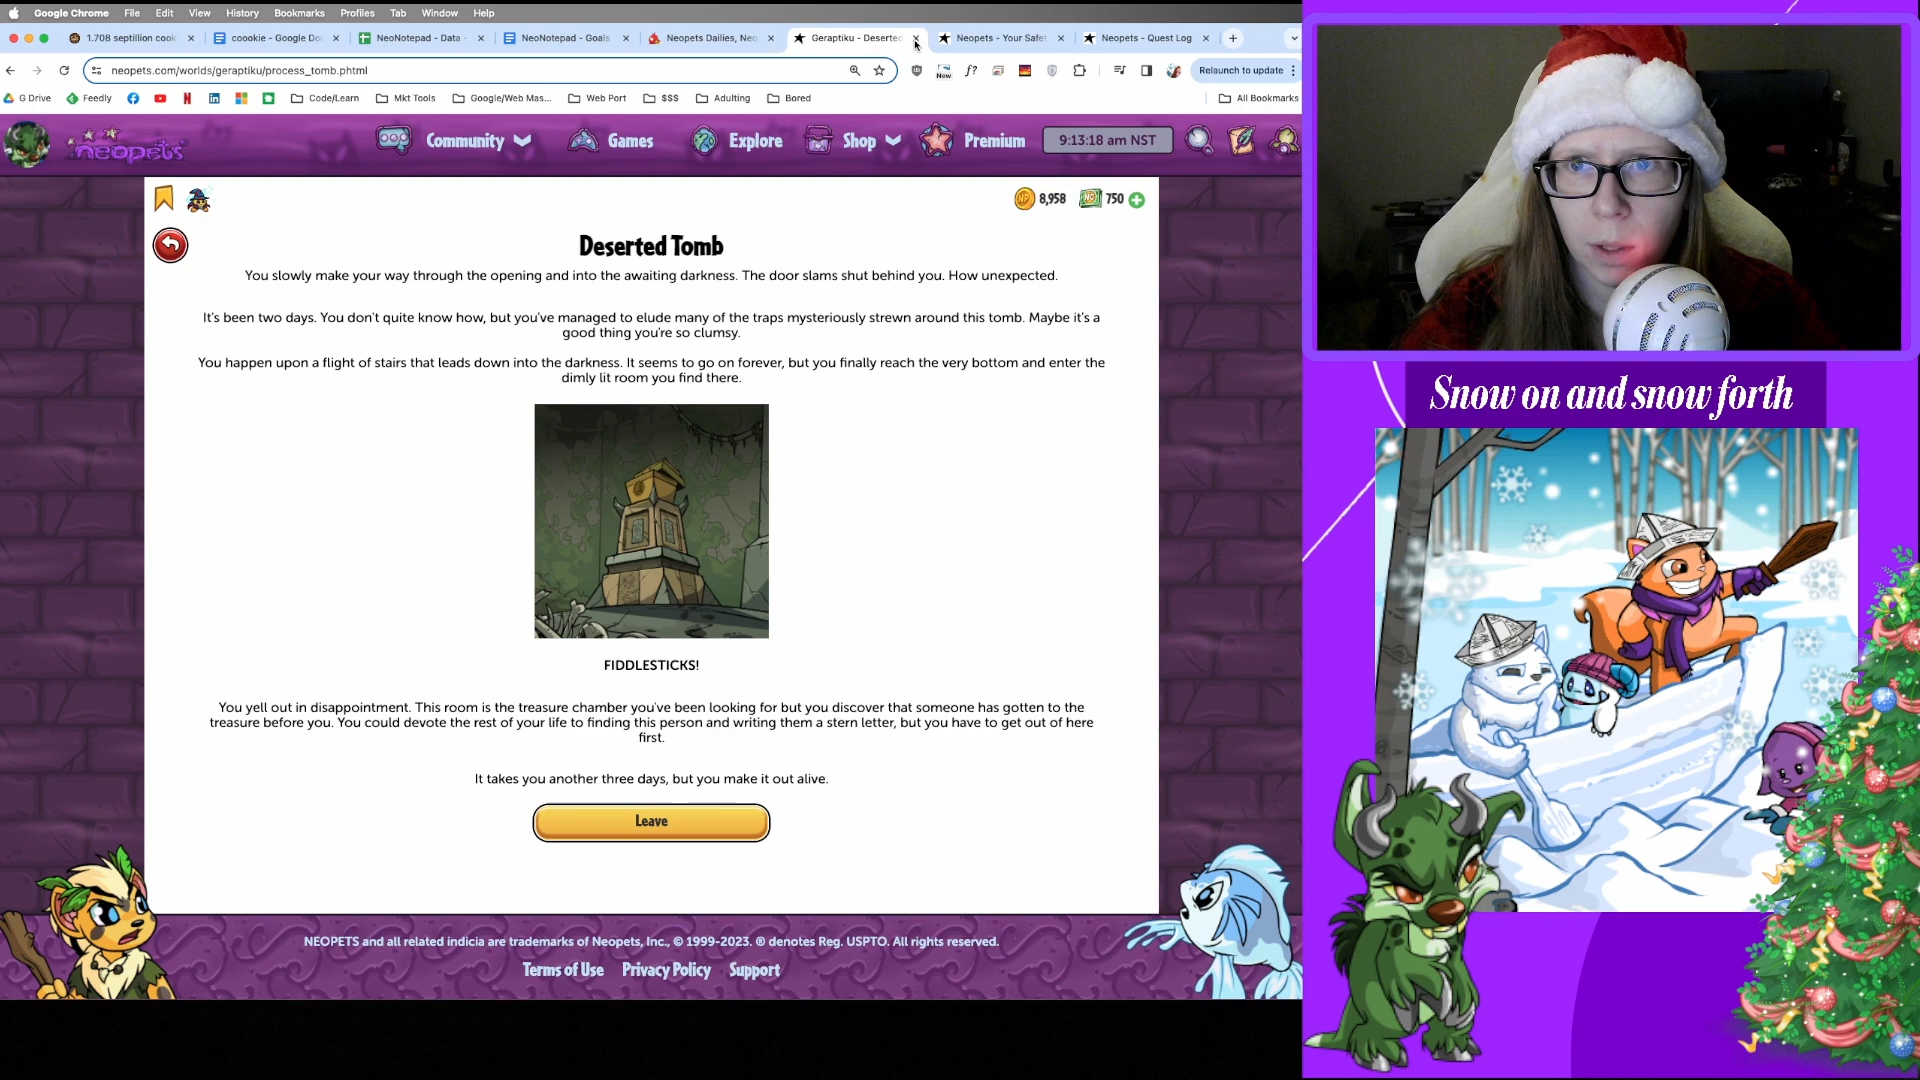 Google Chrome File Edit View History Bookmarks Profiles Tab Window Help
1.70B septillion cook
coookie - Google Do
NeoNotepad - Data -
NeoNotepad - Goals
Neopets Dailies, Neo
Geraptiku - Deserted
Neopets - Your Safet
Neopets - Quest Log
neopets.com/worlds/geraptiku/process_tomb.phtml
New
f?
Relaunch to update
G Drive
Feedly
Code/Learn
Mkt Tools
Google/Web Mas...
Web Port
$$$
Adulting
Bored
All Bookmarks
neopets
Community
Games
Explore
Shop
Premium
9:13:18 am NST
NP 8,958
NC 750
Deserted Tomb
You slowly make your way through the opening and into the awaiting darkness. The door slams shut behind you. How unexpected.
It's been two days. You don't quite know how, but you've managed to elude many of the traps mysteriously strewn around this tomb. Maybe it's a
good thing you're so clumsy.
You happen upon a flight of stairs that leads down into the darkness. It seems to go on forever, but you finally reach the very bottom and enter the
dimly lit room you find there.
FIDDLESTICKS!
You yell out in disappointment. This room is the treasure chamber you've been looking for but you discover that someone has gotten to the
treasure before you. You could devote the rest of your life to finding this person and writing them a stern letter, but you have to get out of here
first.
It takes you another three days, but you make it out alive.
Leave
NEOPETS and all related indicia are trademarks of Neopets, Inc., © 1999-2023. ® denotes Reg. USPTO. All rights reserved.
Terms of Use Privacy Policy Support
Snow on and snow forth